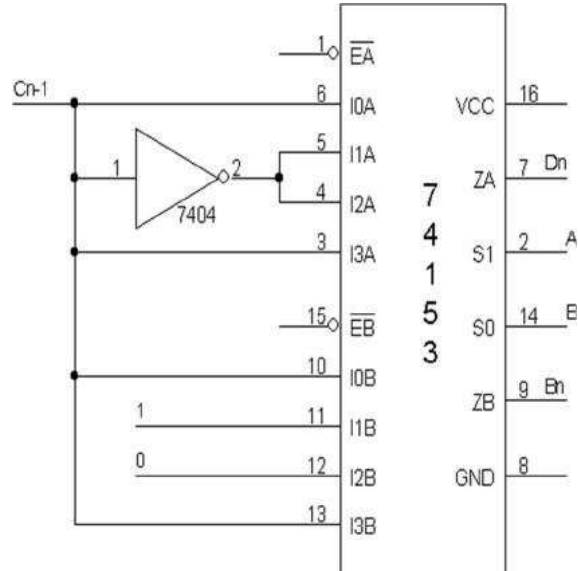 1 EA
Cn-1 6 I0A VCC 16
5 I1A
1 2 ZA 7 Dn
7404 4 I2A
3 I3A S1 2 A
15 EB S0 14
10 I0B
ZB 9 Bn
1 11 I1B
0 12 I2B GND 8
13 I3B
7
4
1
5
3